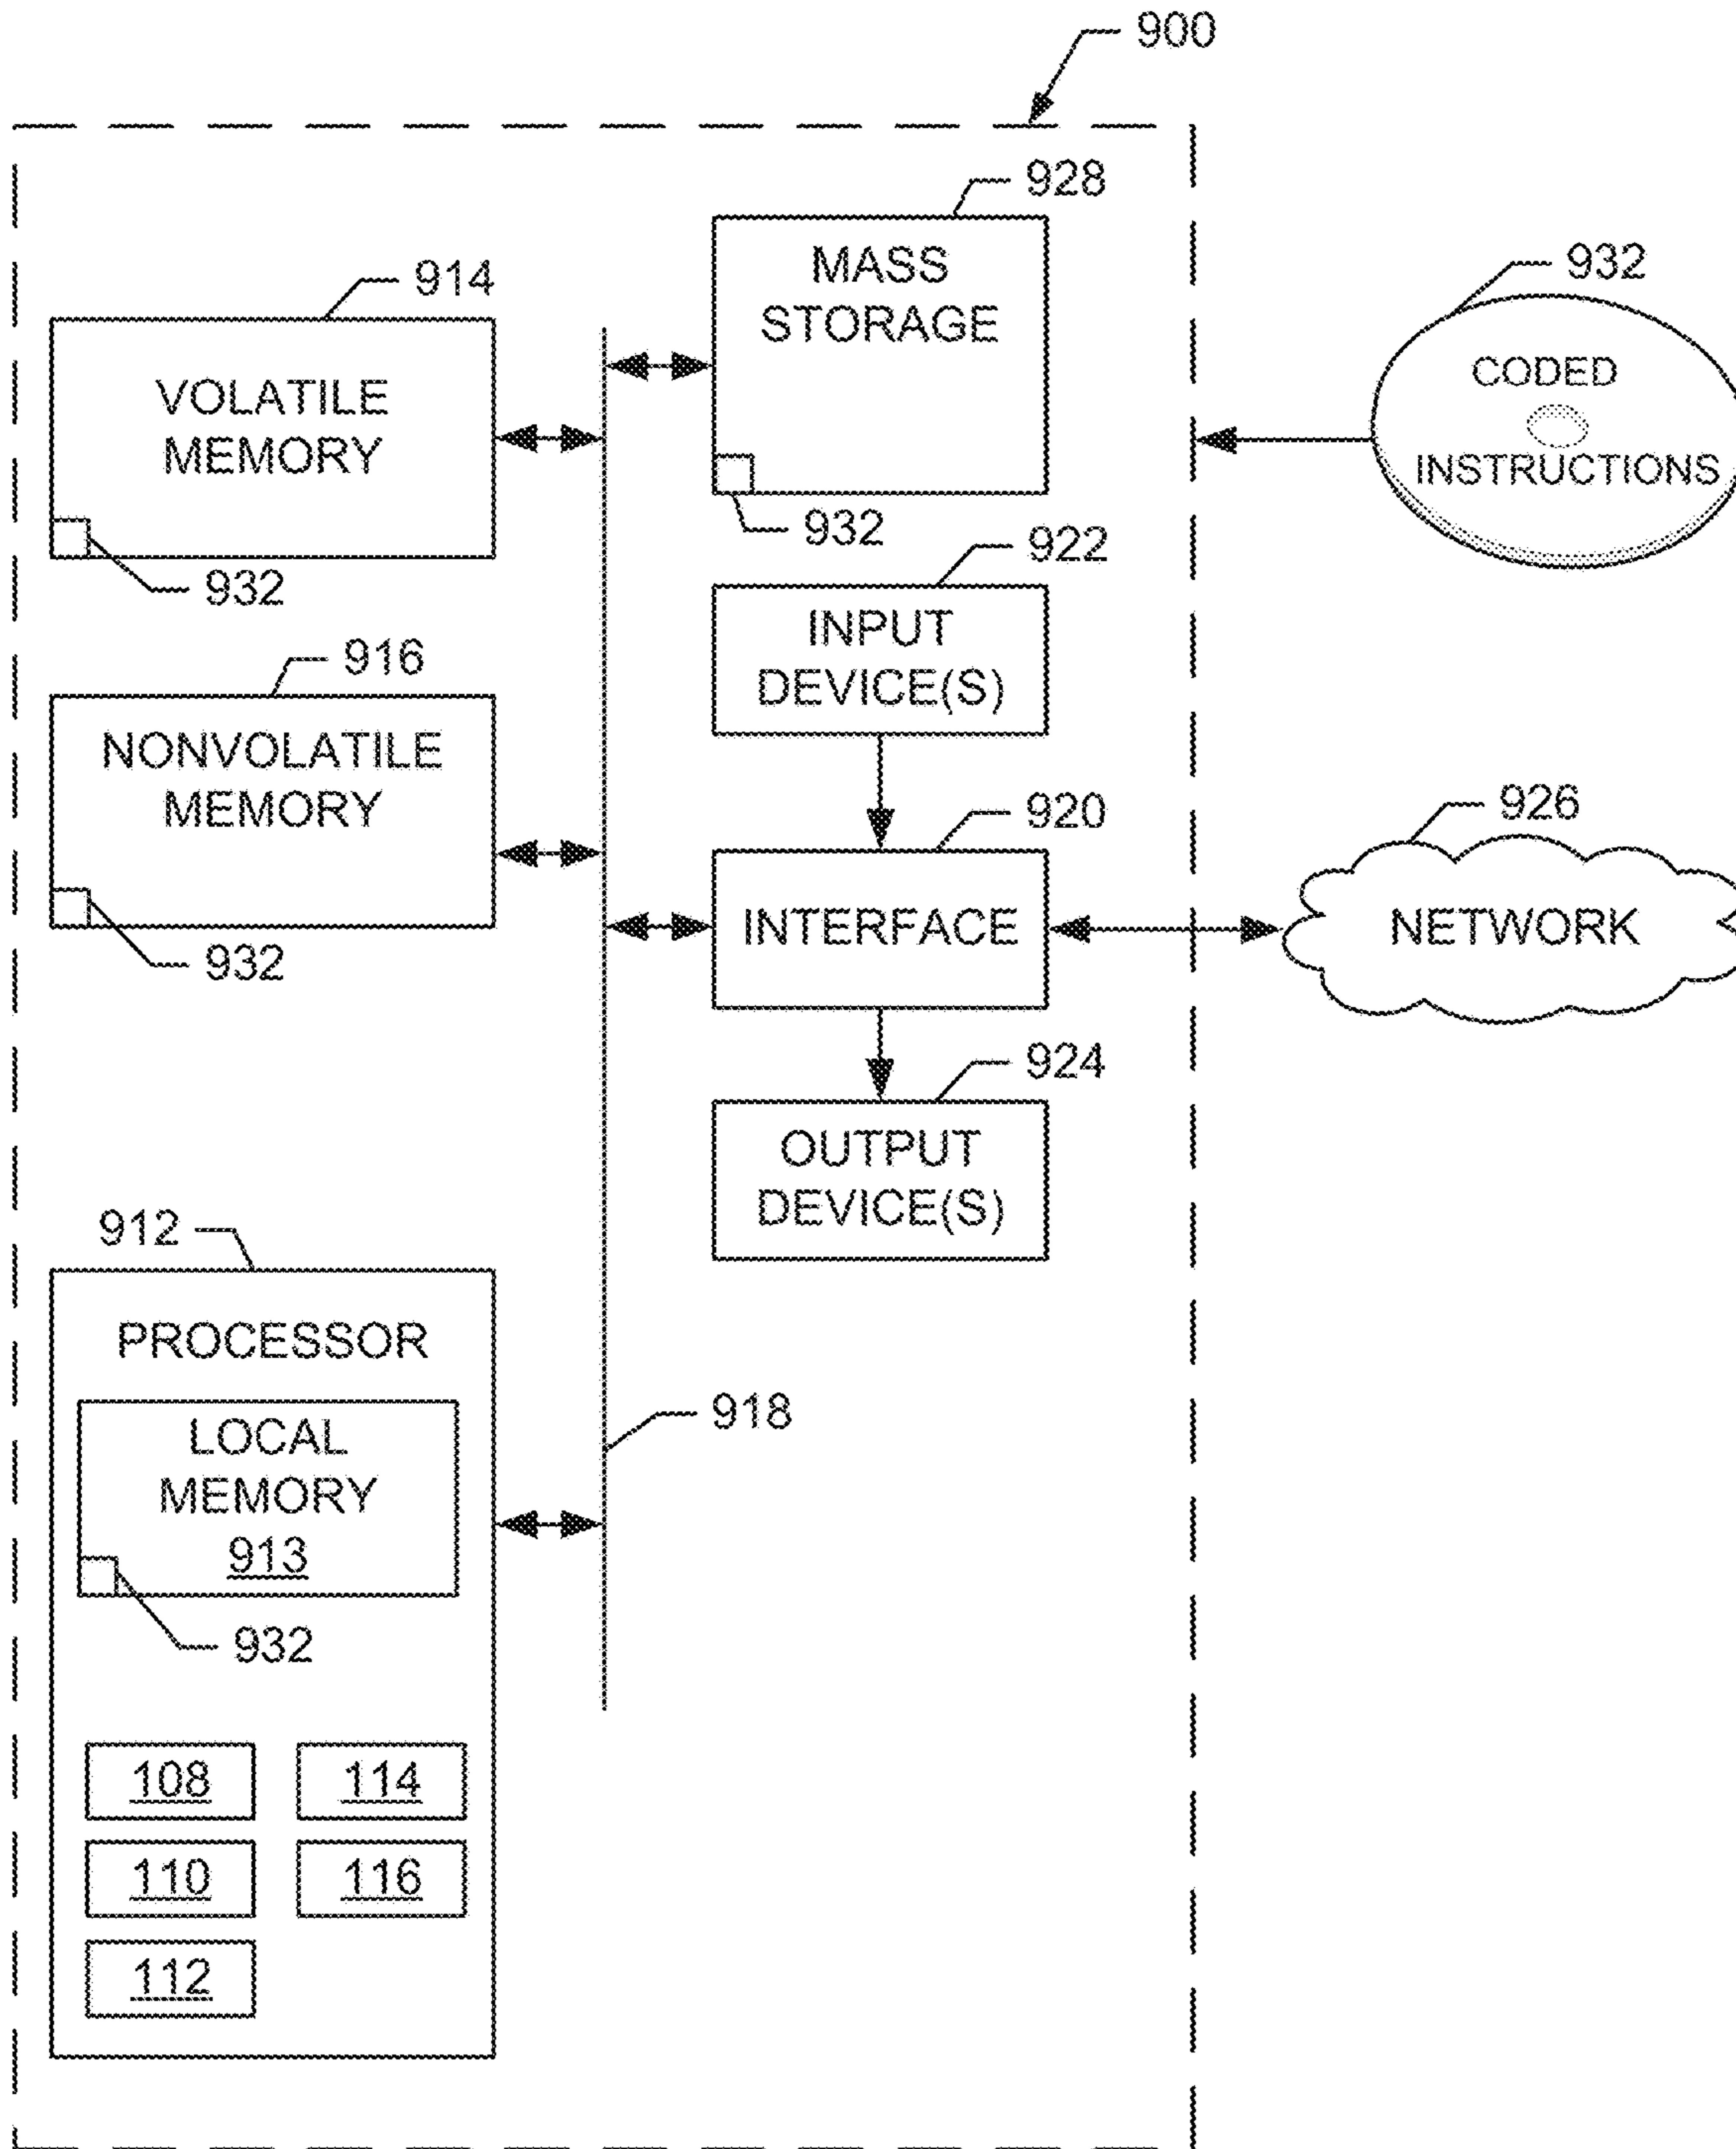 900
928
MASS
STORAGE
932
914
VOLATILE
MEMORY
932
932
CODED
INSTRUCTIONS
922
INPUT
DEVICE(S)
916
NONVOLATILE
MEMORY
932
920
INTERFACE
926
NETWORK
924
OUTPUT
DEVICE(S)
912
PROCESSOR
LOCAL
MEMORY
913
932
918
108
114
110
116
112